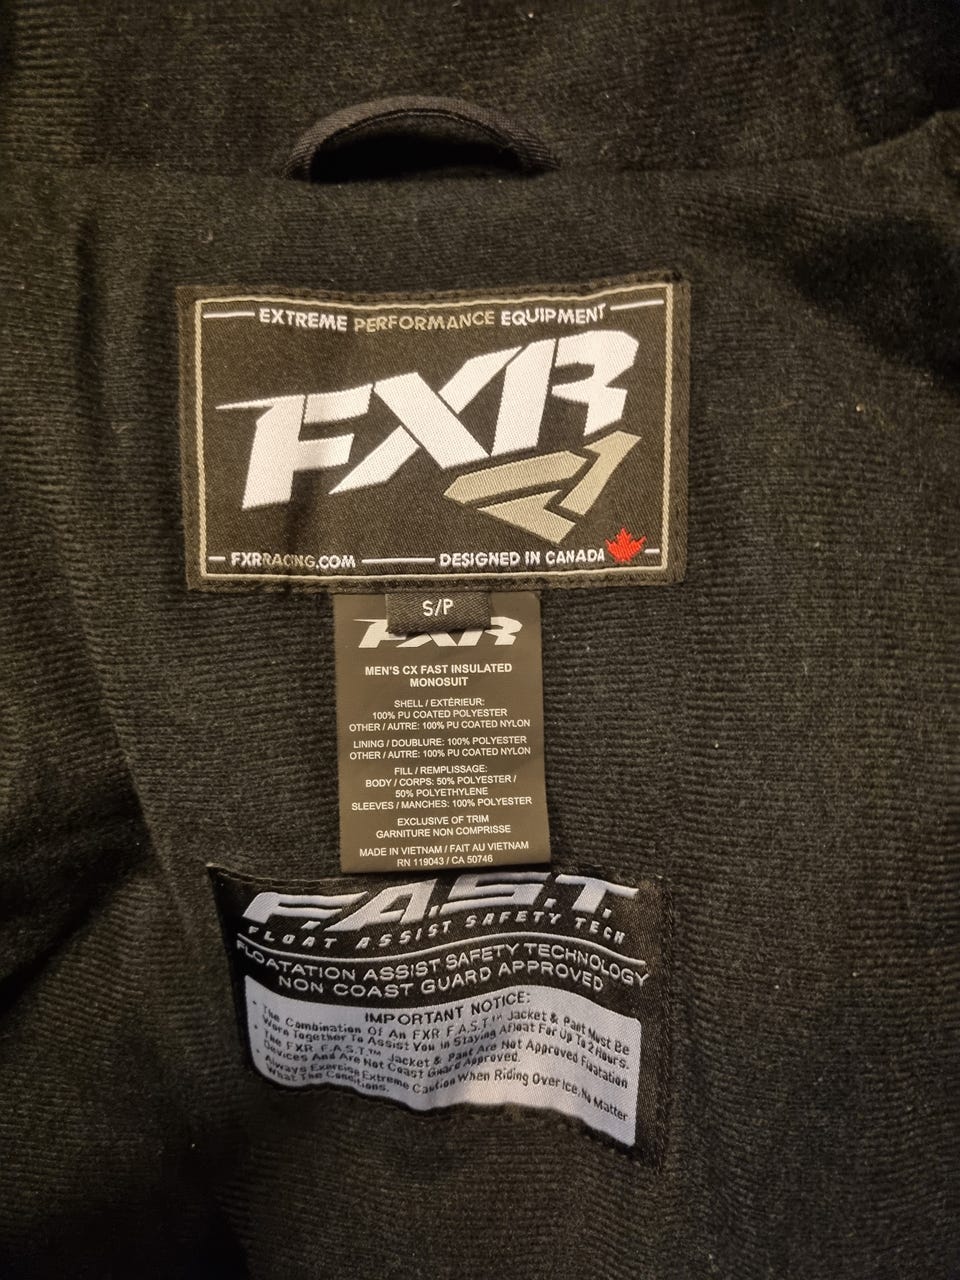 EXTREME PERFORMANCE EQUIPMENT
FXR
FXRRACING.COM DESIGNED IN CANADA
S/P
FXR
MEN'S CX FAST INSULATED
MONOSUIT
SHELL / EXTÉRIEUR:
100% PU COATED POLYESTER
OTHER / AUTRE: 100% PU COATED NYLON
LINING / DOUBLURE: 100% POLYESTER
OTHER / AUTRE: 100% PU COATED NYLON
FILL / REMPLISSAGE:
BODY / CORPS: 50% POLYESTER /
50% POLYETHYLENE
SLEEVES / MANCHES: 100% POLYESTER
EXCLUSIVE OF TRIM
GARNITURE NON COMPRISSE
MADE IN VIETNAM / FAIT AU VIETNAM
RN 119043 / CA 50746
F.A.S.T.
FLOAT ASSIST SAFETY TECH
FLOATATION ASSIST SAFETY TECHNOLOGY
NON COAST GUARD APPROVED
IMPORTANT NOTICE:
• The Combination Of An FXR F.A.S.T™ Jacket & Pant Must Be
Worn Together To Assist You in Staying Afloat For Up To 2 Hours.
• The FXR F.A.S.T™ Jacket & Pant Are Not Approved Floatation
Devices And Are Not Coast Guard Approved.
• Always Exercise Extreme Caution When Riding Over Ice, No Matter
What The Conditions.